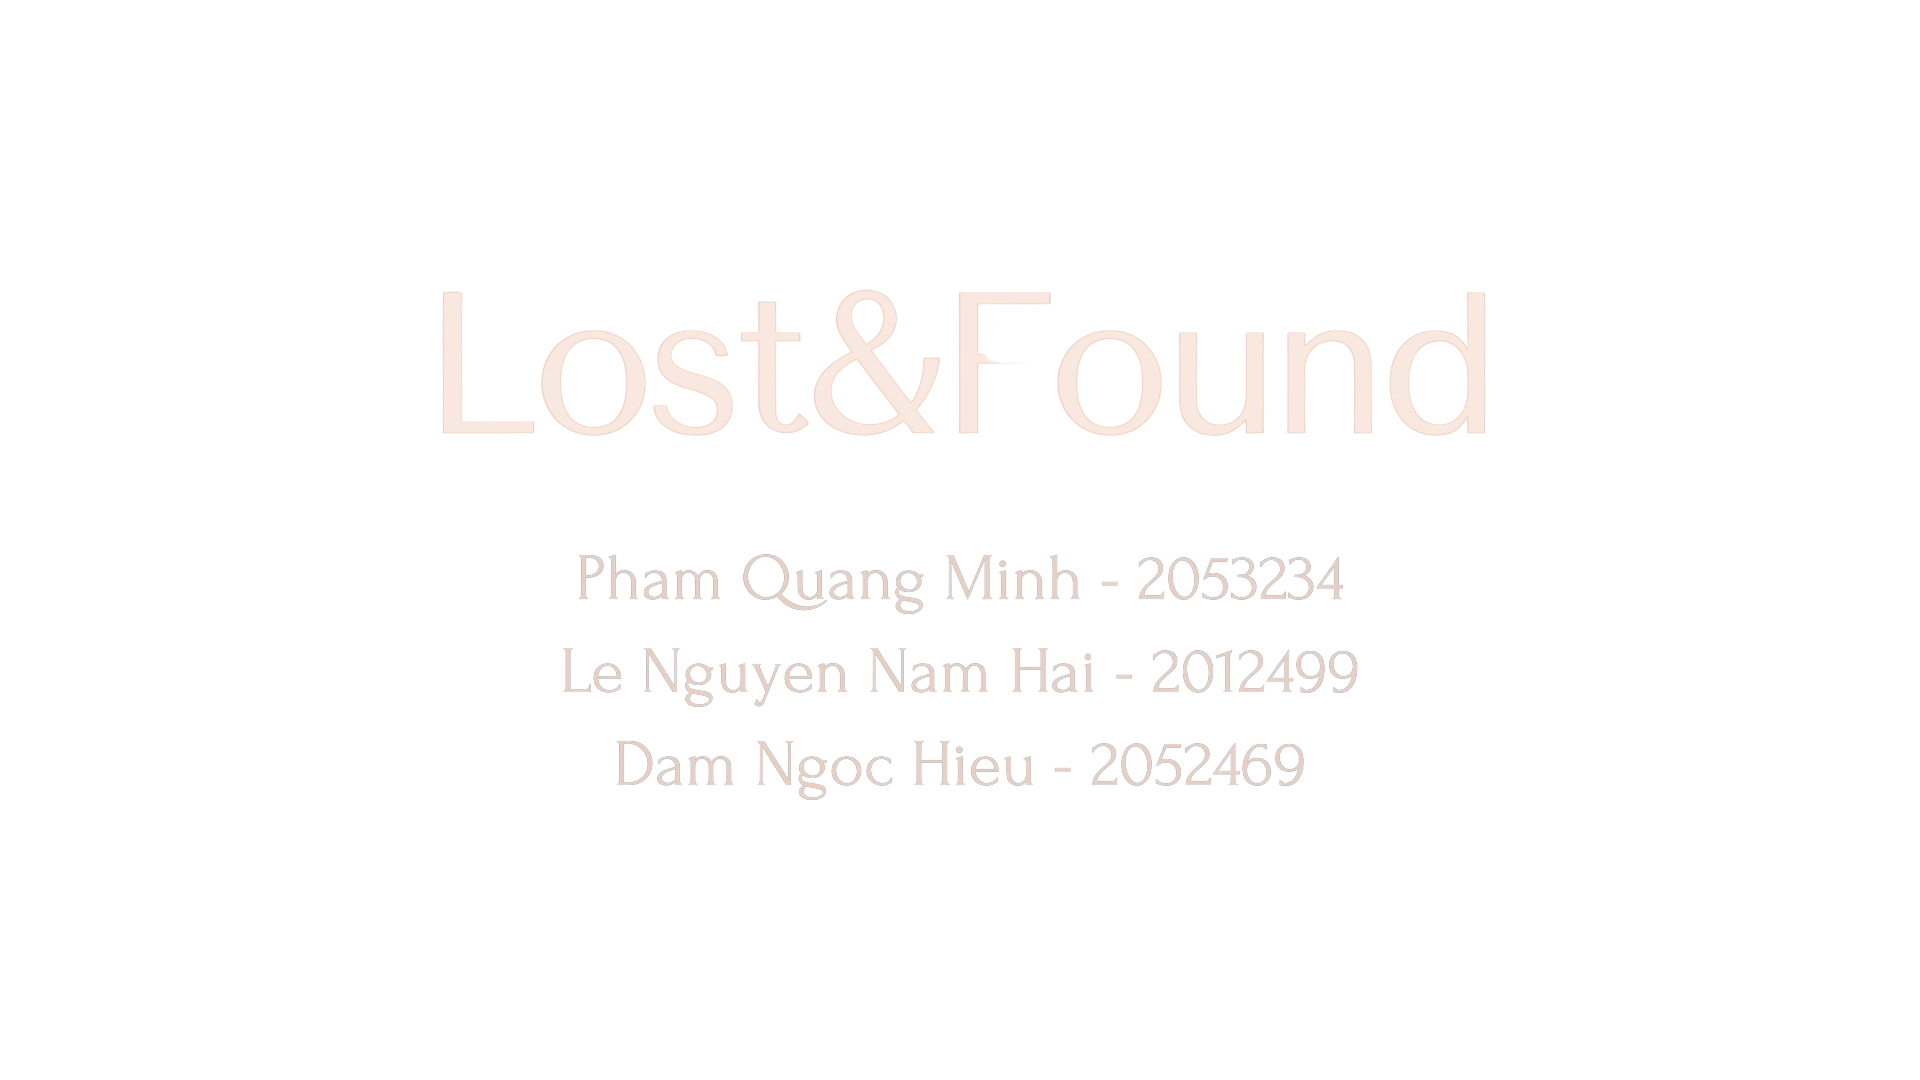 Lost&Found
Pham Quang Minh - 2053234
Le Nguyen Nam Hai - 2012499
Dam Ngoc Hieu - 2052469